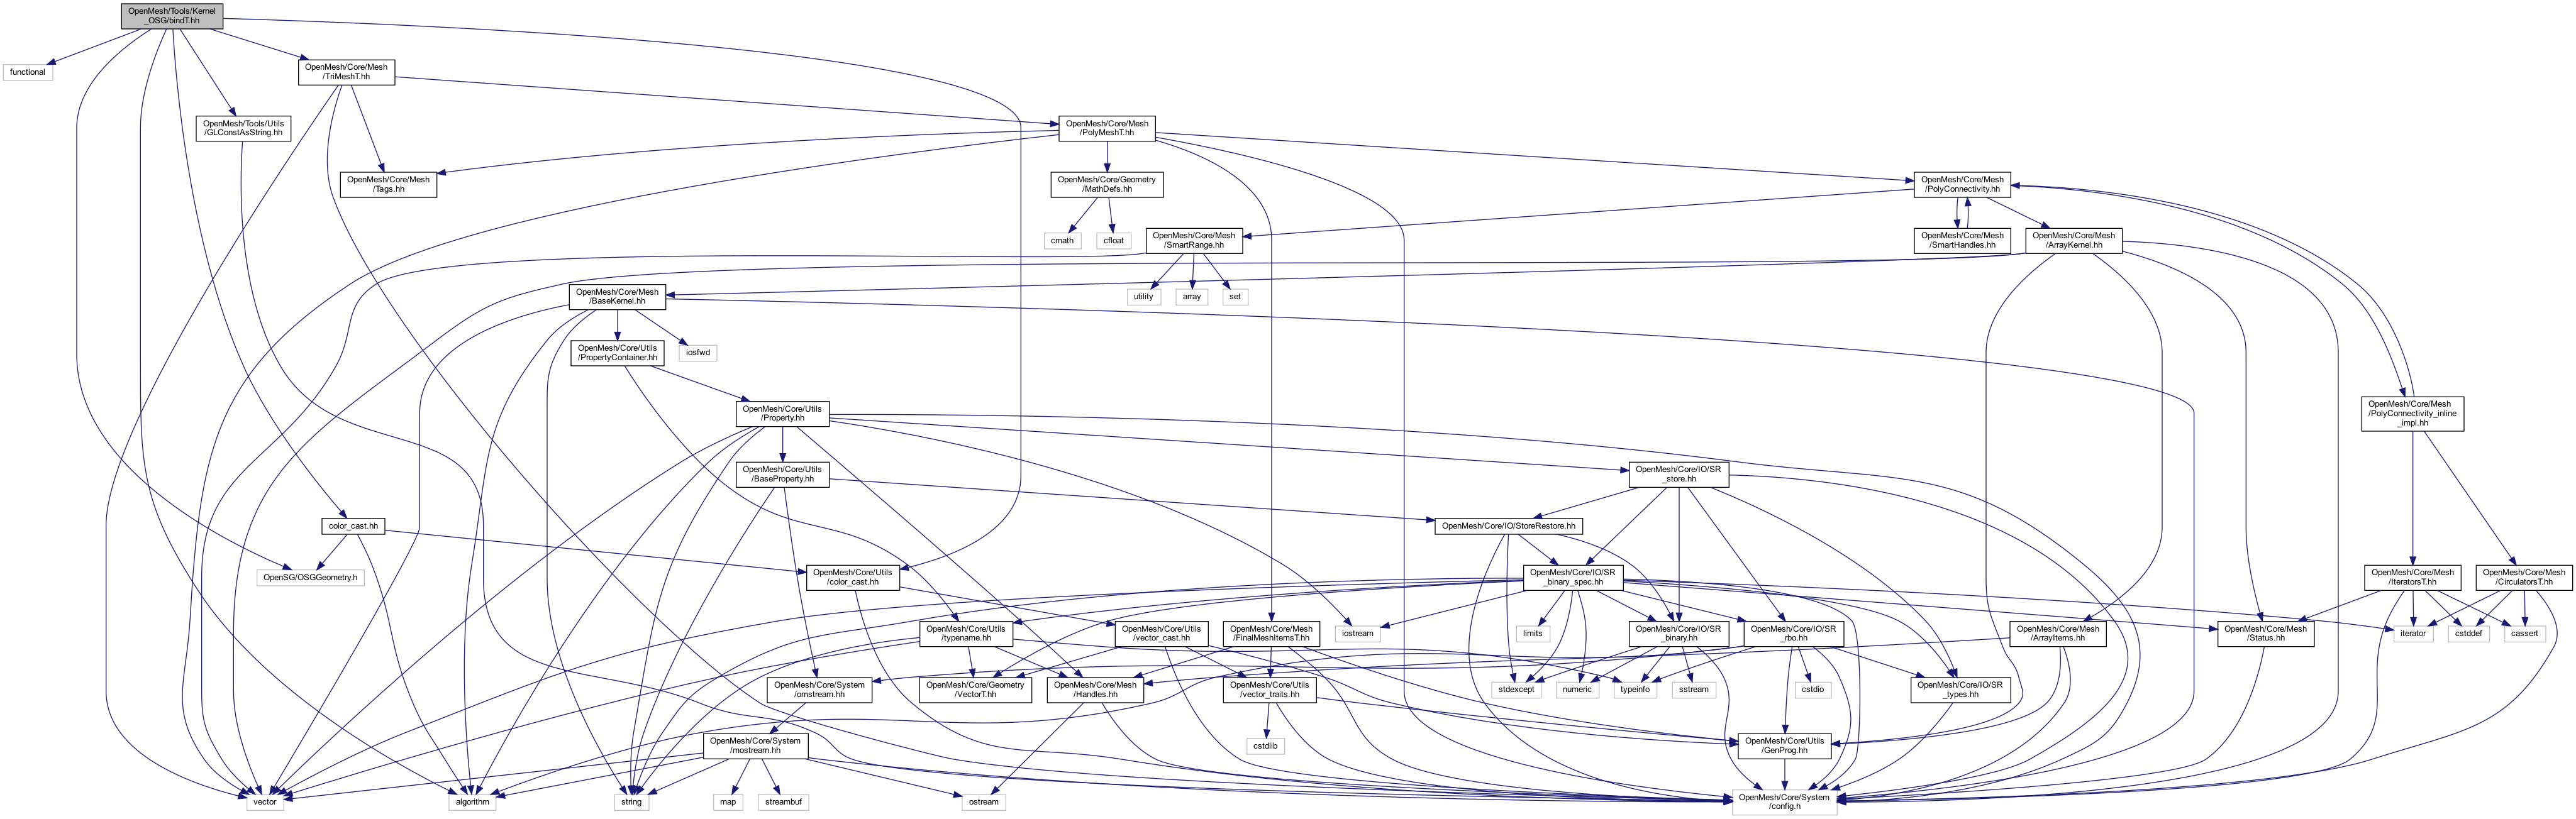 OpenMesh/Tools/Kernel
_OSG/bindT.hh
functional
OpenMesh/Core/Mesh
/TriMeshT.hh
OpenMesh/Tools/Utils
/GLConstAsString.hh
OpenMesh/Core/Mesh
/PolyMeshT.hh
OpenMesh/Core/Mesh
/Tags.hh
OpenMesh/Core/Geometry
/MathDefs.hh
OpenMesh/Core/Mesh
/PolyConnectivity.hh
cmath
cfloat
OpenMesh/Core/Mesh
/SmartRange.hh
OpenMesh/Core/Mesh
/SmartHandles.hh
OpenMesh/Core/Mesh
/ArrayKernel.hh
OpenMesh/Core/Mesh
/BaseKernel.hh
utility
array
set
OpenMesh/Core/Utils
/PropertyContainer.hh
iosfwd
OpenMesh/Core/Utils
/Property.hh
OpenMesh/Core/Mesh
/PolyConnectivity_inline
_impl.hh
OpenMesh/Core/Utils
/BaseProperty.hh
OpenMesh/Core/IO/SR
_store.hh
color_cast.hh
OpenMesh/Core/IO/StoreRestore.hh
OpenSG/OSGGeometry.h
OpenMesh/Core/Utils
/color_cast.hh
OpenMesh/Core/IO/SR
_binary_spec.hh
OpenMesh/Core/Mesh
/IteratorsT.hh
OpenMesh/Core/Mesh
/CirculatorsT.hh
OpenMesh/Core/Utils
/typename.hh
OpenMesh/Core/Utils
/vector_cast.hh
OpenMesh/Core/Mesh
/FinalMeshItemsT.hh
iostream
limits
OpenMesh/Core/IO/SR
_binary.hh
OpenMesh/Core/IO/SR
_rbo.hh
OpenMesh/Core/Mesh
/ArrayItems.hh
OpenMesh/Core/Mesh
/Status.hh
iterator
cstddef
cassert
OpenMesh/Core/System
/omstream.hh
OpenMesh/Core/Geometry
/VectorT.hh
OpenMesh/Core/Mesh
/Handles.hh
OpenMesh/Core/Utils
/vector_traits.hh
stdexcept
numeric
typeinfo
sstream
cstdio
OpenMesh/Core/IO/SR
_types.hh
OpenMesh/Core/System
/mostream.hh
cstdlib
OpenMesh/Core/Utils
/GenProg.hh
vector
algorithm
string
map
streambuf
ostream
OpenMesh/Core/System
/config.h